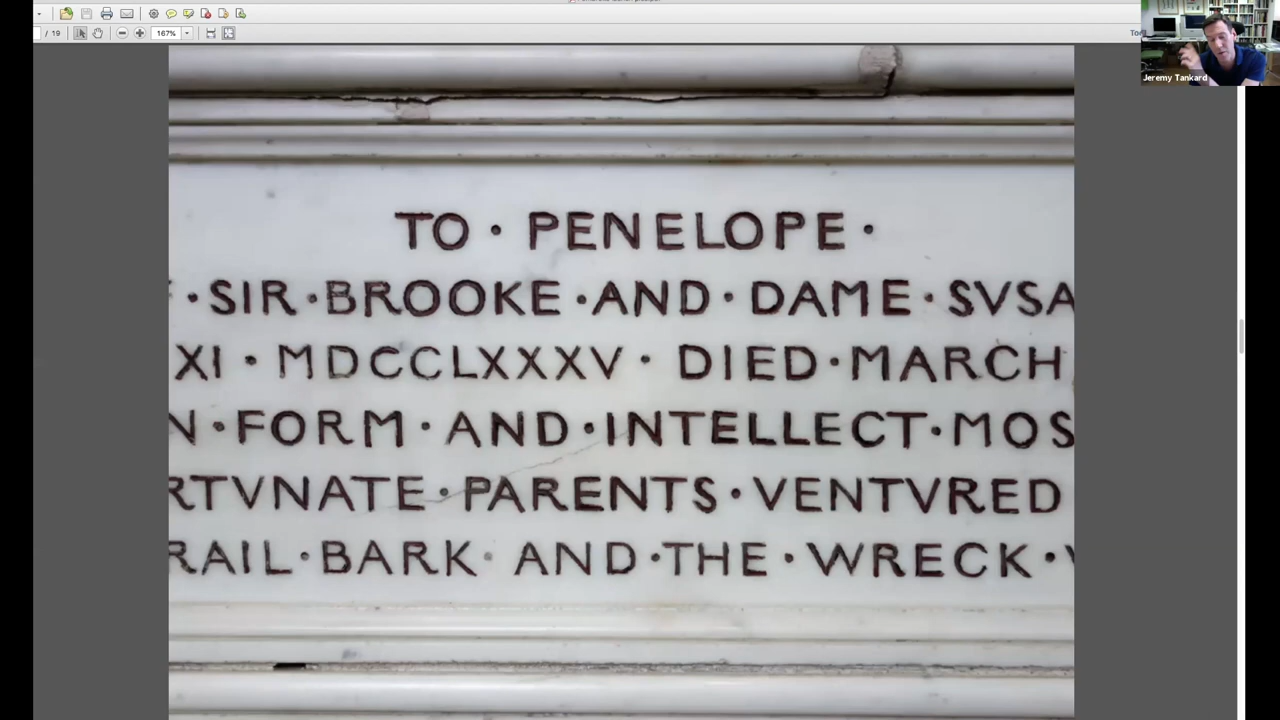 / 19
167%
Jeremy Tankard
TO · PENELOPE ·
· SIR · BROOKE · AND · DAME · SVSA
XI · MDCCLXXXV · DIED · MARCH
N · FORM · AND · INTELLECT · MOS
RTVNATE · PARENTS · VENTVRED
RAIL · BARK · AND · THE · WRECK ·